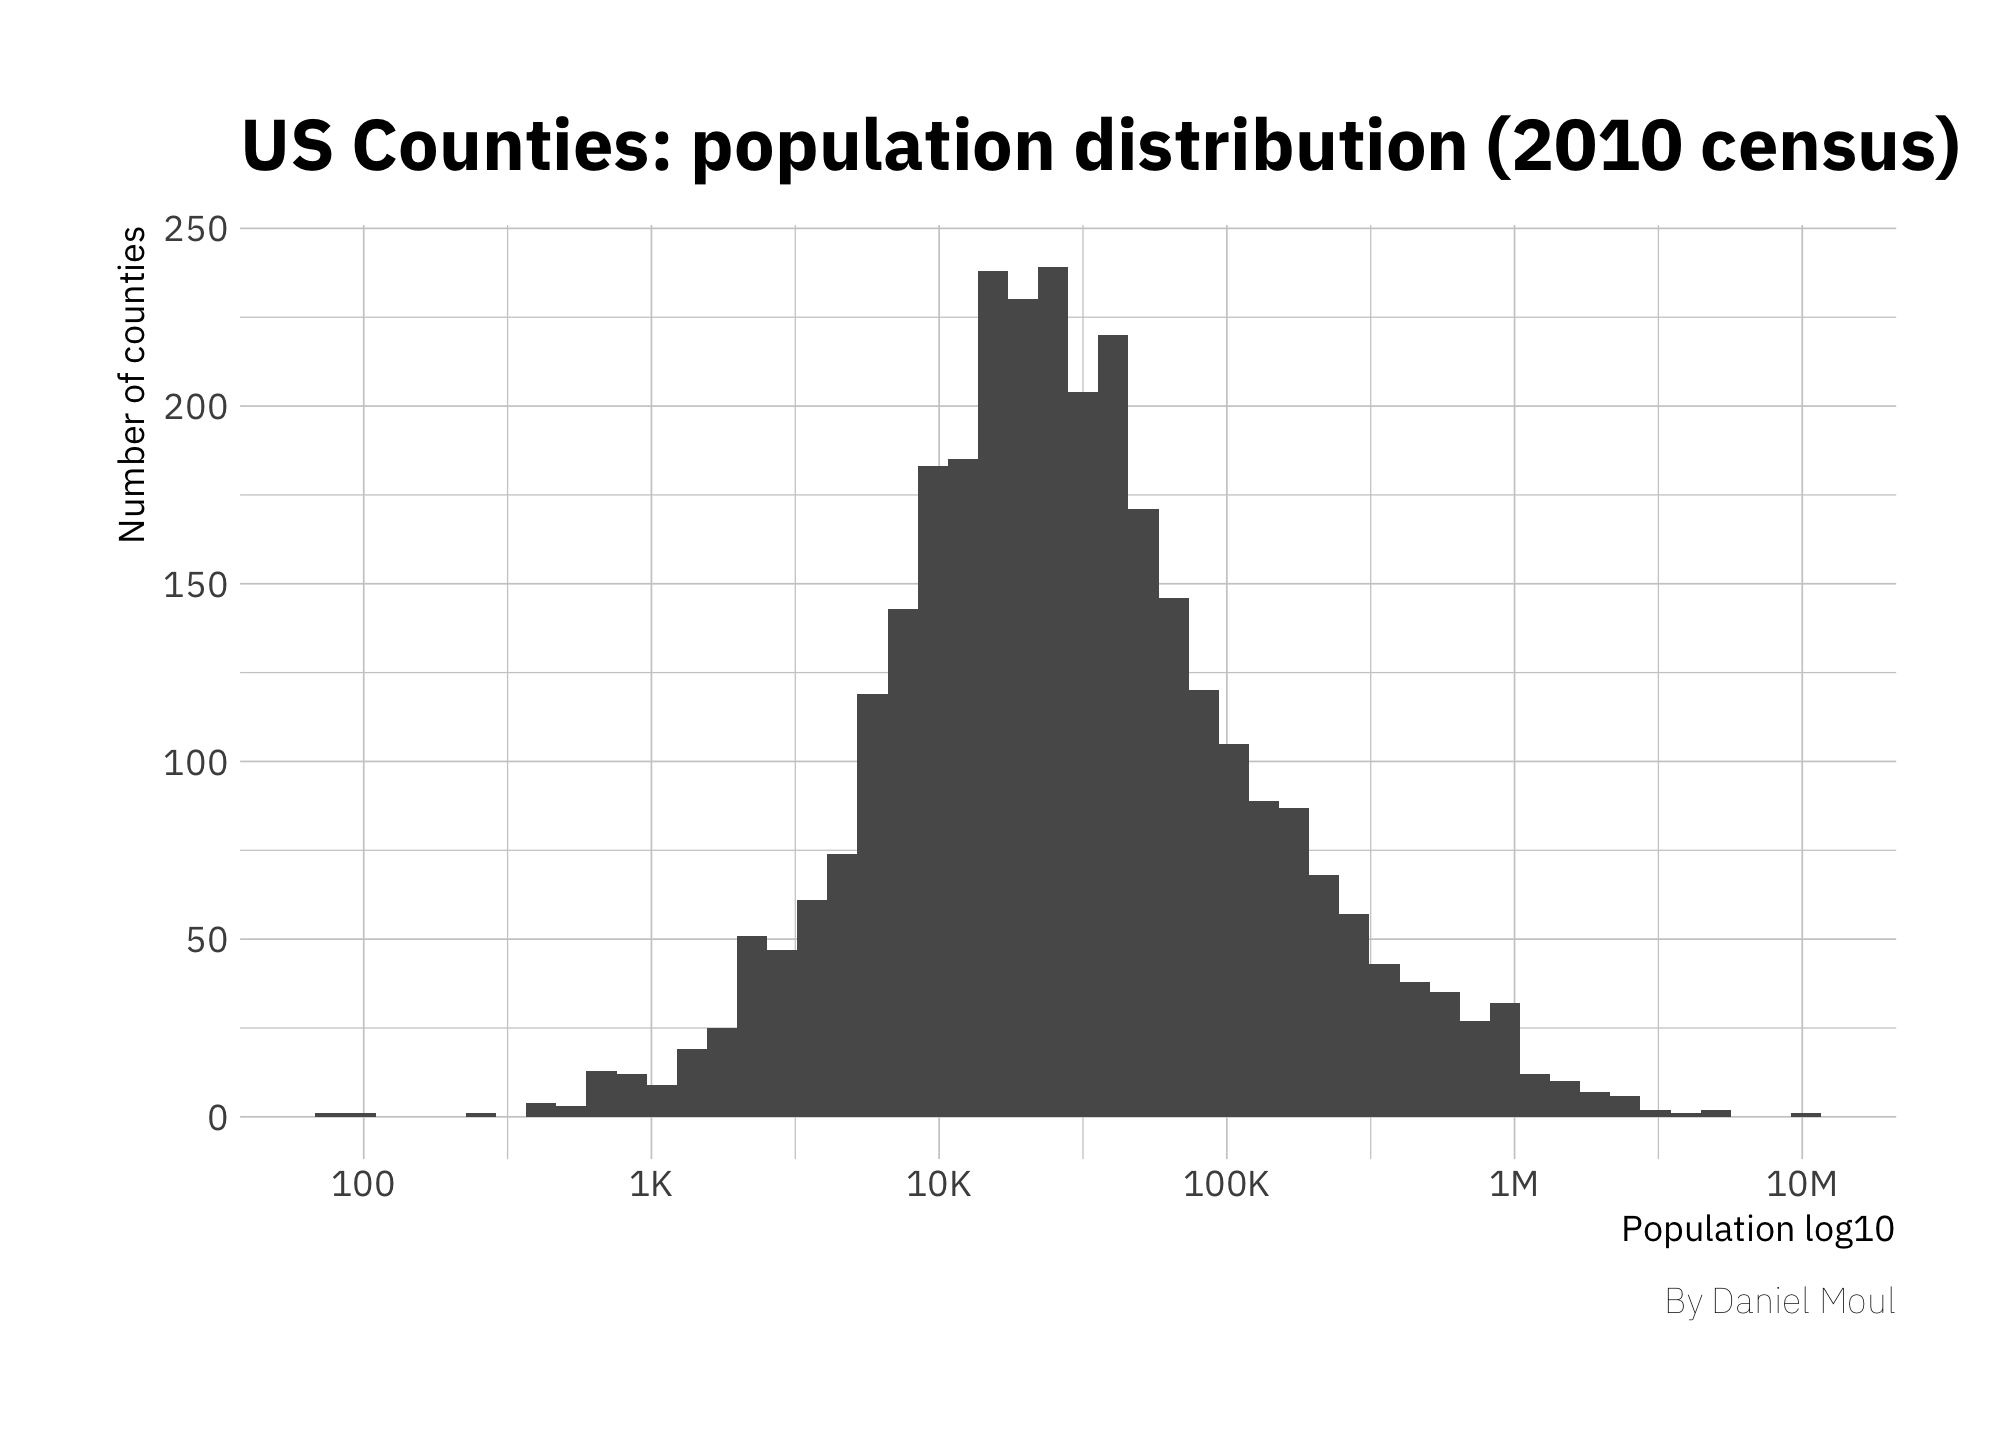 US Counties: population distribution (2010 census)
Number of counties
250
200
150
100
50
0
100 1K 10K 100K 1M 10M
Population log10
By Daniel Moul